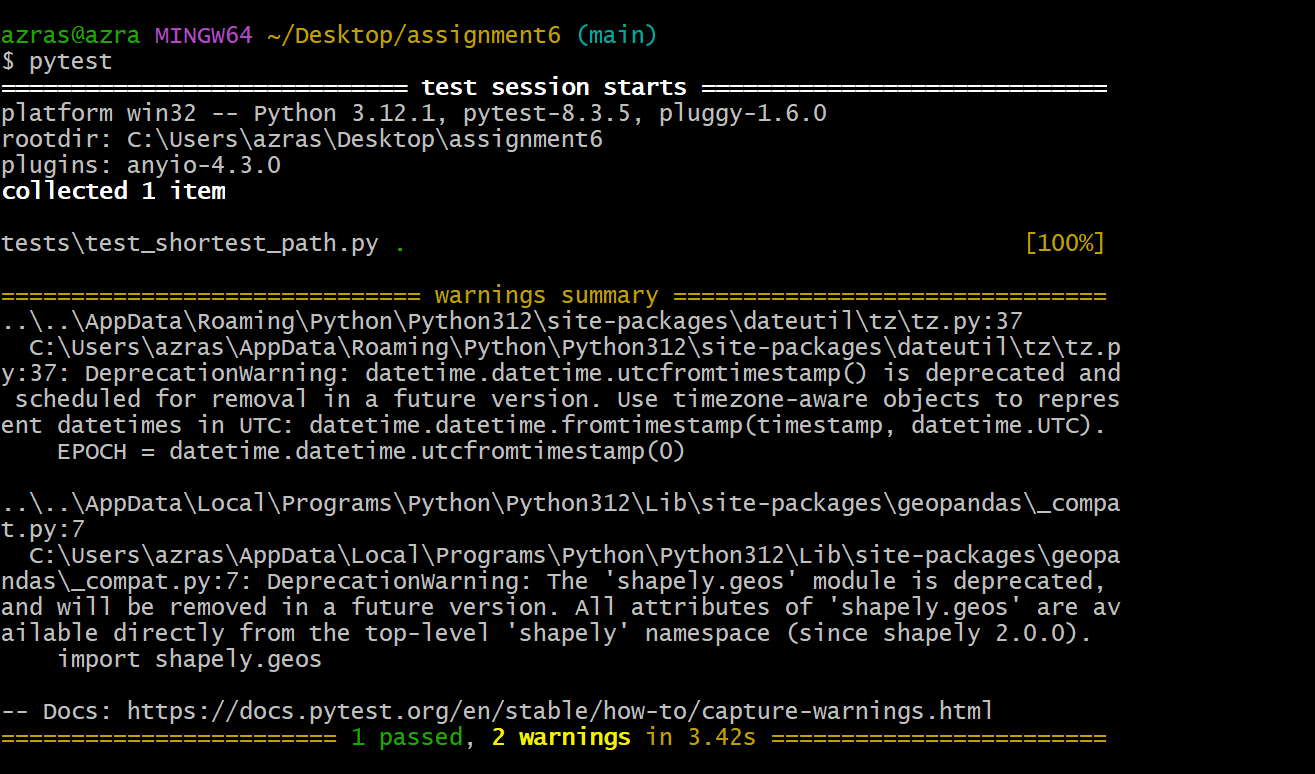 azras@azra MINGW64 ~/Desktop/assignment6 (main)
$ pytest
============================= test session starts =============================
platform win32 -- Python 3.12.1, pytest-8.3.5, pluggy-1.6.0
rootdir: C:\Users\azras\Desktop\assignment6
plugins: anyio-4.3.0
collected 1 item
tests\test_shortest_path.py .                                            [100%]
============================== warnings summary ===============================
..\..\AppData\Roaming\Python\Python312\site-packages\dateutil\tz\tz.py:37
  C:\Users\azras\AppData\Roaming\Python\Python312\site-packages\dateutil\tz\tz.p
y:37: DeprecationWarning: datetime.datetime.utcfromtimestamp() is deprecated and
 scheduled for removal in a future version. Use timezone-aware objects to repres
ent datetimes in UTC: datetime.datetime.fromtimestamp(timestamp, datetime.UTC).
    EPOCH = datetime.datetime.utcfromtimestamp(0)
..\..\AppData\Local\Programs\Python\Python312\Lib\site-packages\geopandas\_compa
t.py:7
  C:\Users\azras\AppData\Local\Programs\Python\Python312\Lib\site-packages\geopa
ndas\_compat.py:7: DeprecationWarning: The 'shapely.geos' module is deprecated,
and will be removed in a future version. All attributes of 'shapely.geos' are av
ailable directly from the top-level 'shapely' namespace (since shapely 2.0.0).
    import shapely.geos
-- Docs: https://docs.pytest.org/en/stable/how-to/capture-warnings.html
======================== 1 passed, 2 warnings in 3.42s ========================